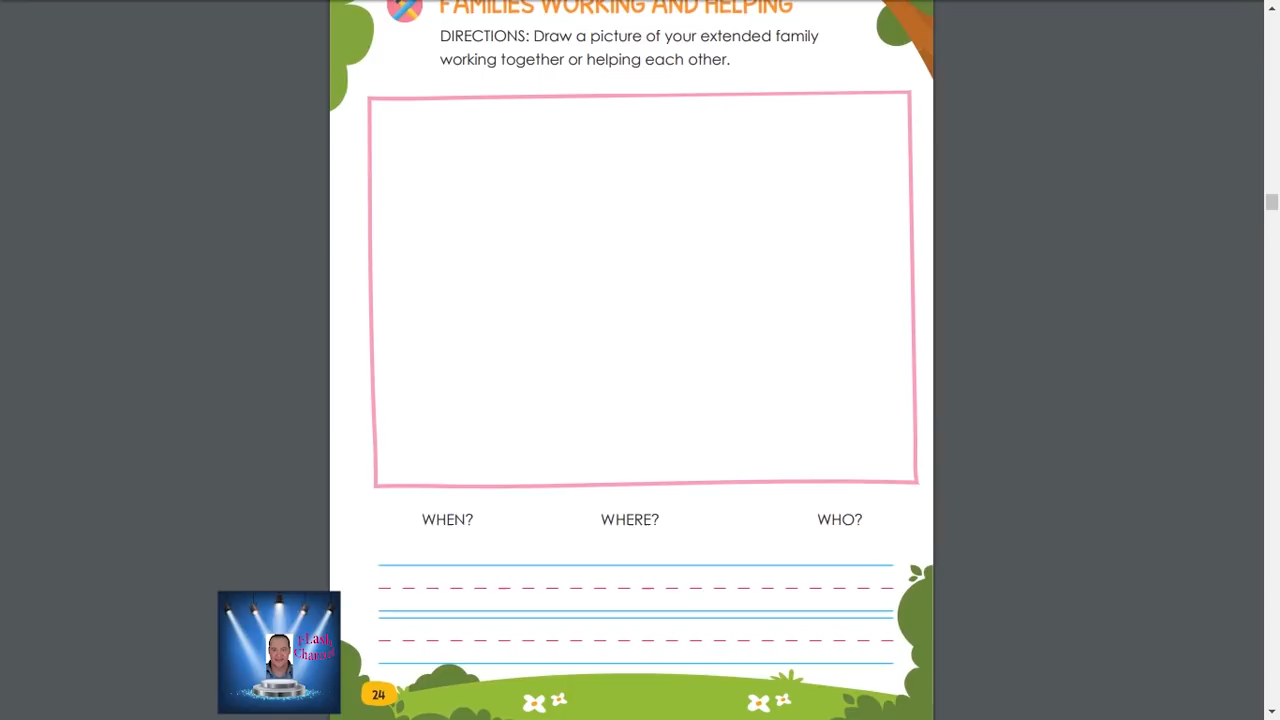 FAMILIES WORKING AND HELPING
DIRECTIONS: Draw a picture of your extended family
working together or helping each other.
WHEN? WHERE? WHO?
24